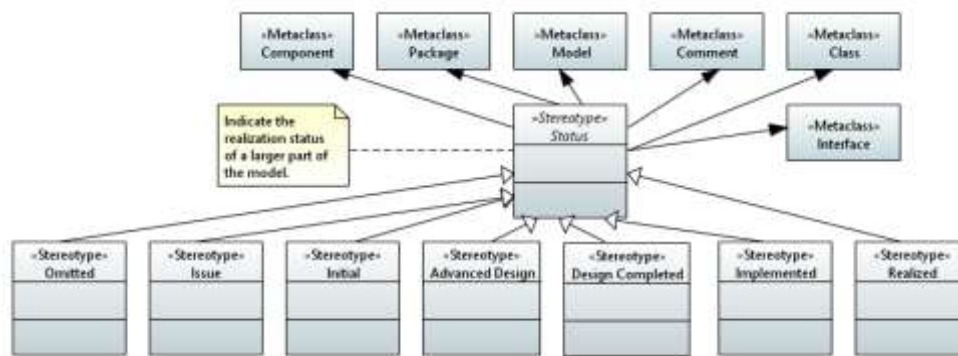 «Metaclass»
Component
«Metaclass»
Package
«Metaclass»
Model
«Metaclass»
Comment
«Metaclass»
Class
Indicate the
realization status
of a larger part of
the model.
«Stereotype»
Status
«Metaclass»
Interface
«Stereotype»
Omitted
«Stereotype»
Issue
«Stereotype»
Initial
«Stereotype»
Advanced Design
«Stereotype»
Design Completed
«Stereotype»
Implemented
«Stereotype»
Realized